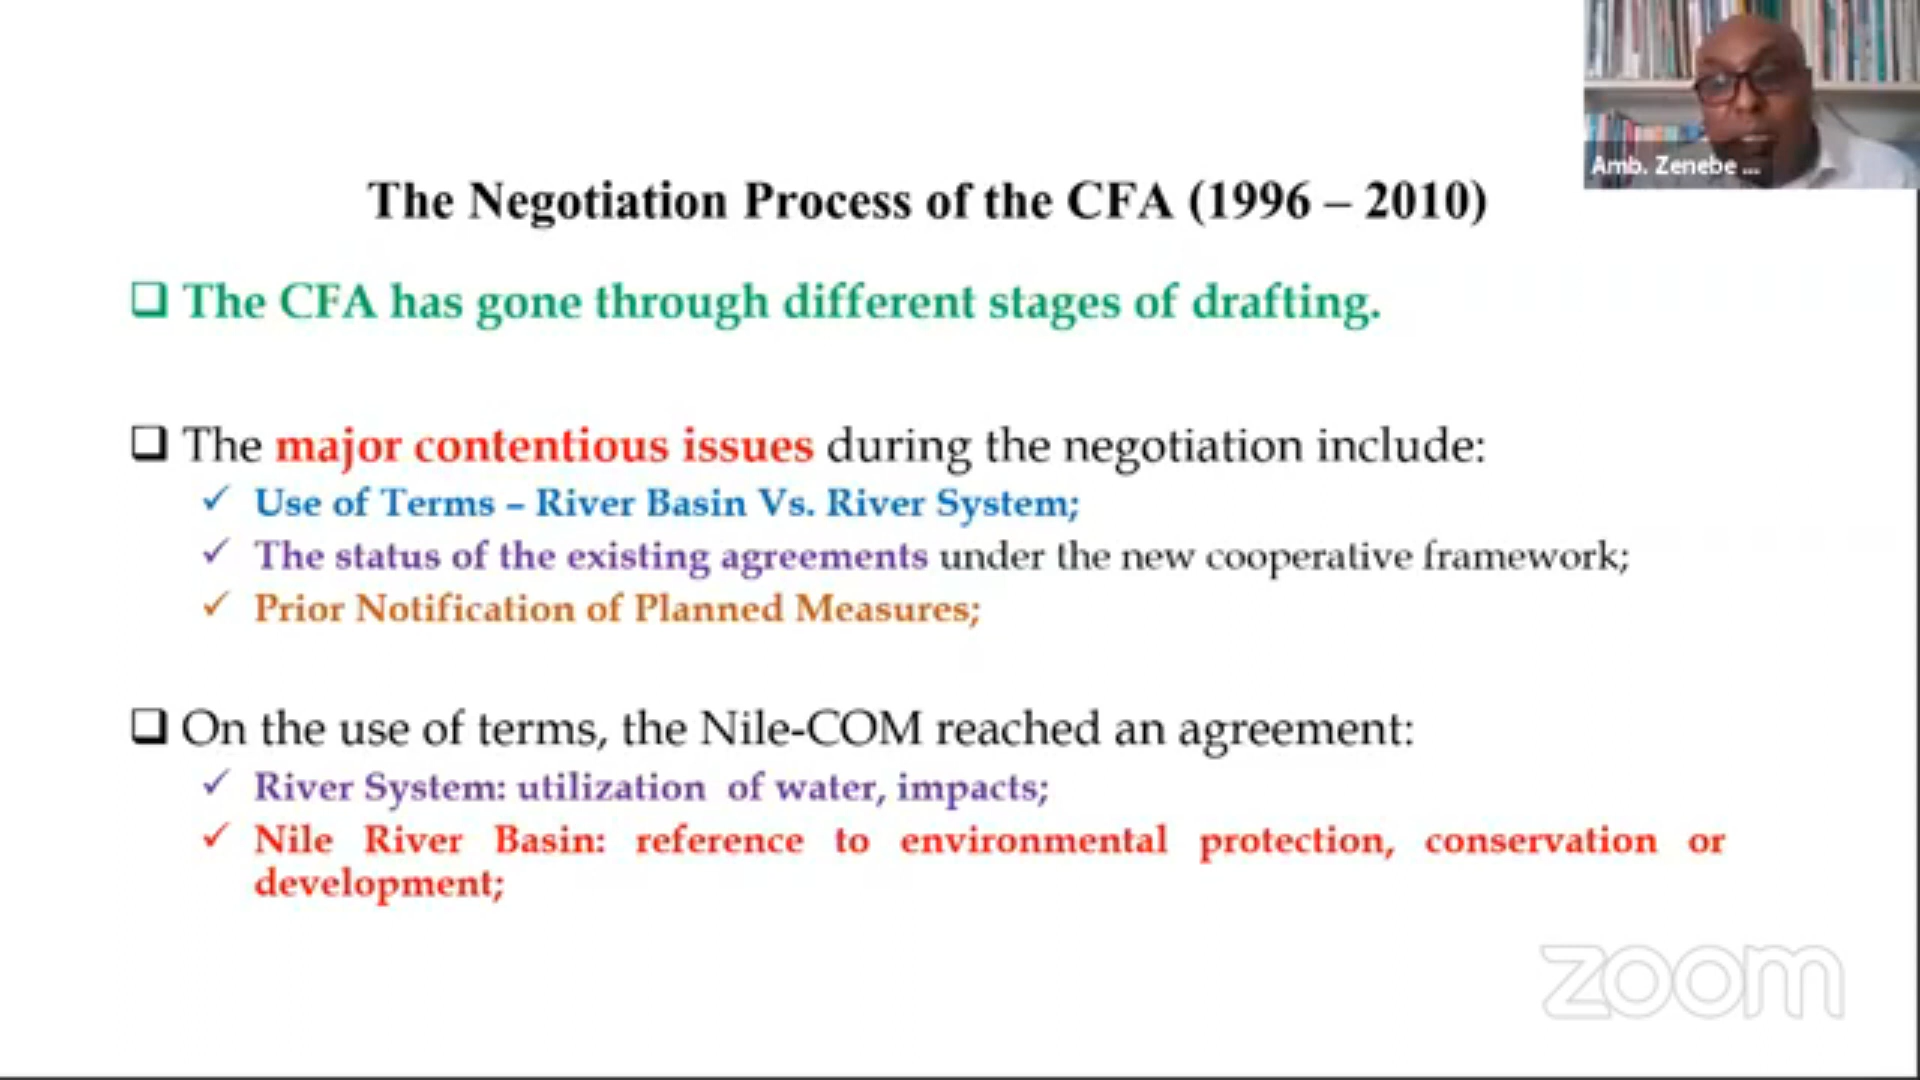 Amb. Zenebe ...
The Negotiation Process of the CFA (1996 – 2010)
❑ The CFA has gone through different stages of drafting.
❑ The major contentious issues during the negotiation include:
✓ Use of Terms – River Basin Vs. River System;
✓ The status of the existing agreements under the new cooperative framework;
✓ Prior Notification of Planned Measures;
❑ On the use of terms, the Nile-COM reached an agreement:
✓ River System: utilization of water, impacts;
✓ Nile River Basin: reference to environmental protection, conservation or
development;
zoom